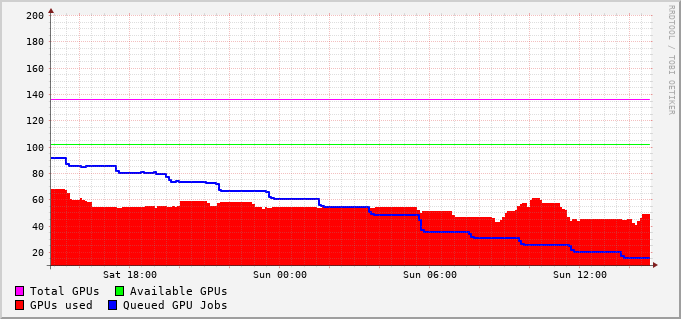 200
180
160
140
120
100
80
60
40
20
Sat 18:00 Sun 00:00 Sun 06:00 Sun 12:00
Total GPUs Available GPUs
GPUs used Queued GPU Jobs
RRDTOOL / TOBI OETIKER